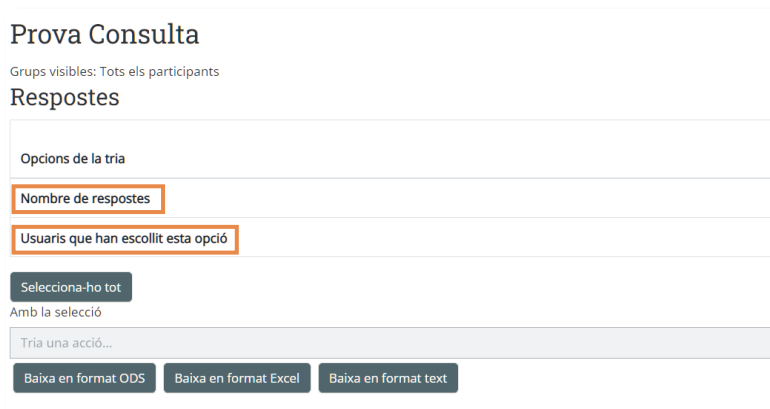 Prova Consulta
Grups visibles: Tots els participants
Respostes
Opcions de la tria
Nombre de respostes
Usuaris que han escollit esta opció
Selecciona-ho tot
Amb la selecció
Tria una acció...
Baixa en format ODS Baixa en format Excel Baixa en format text